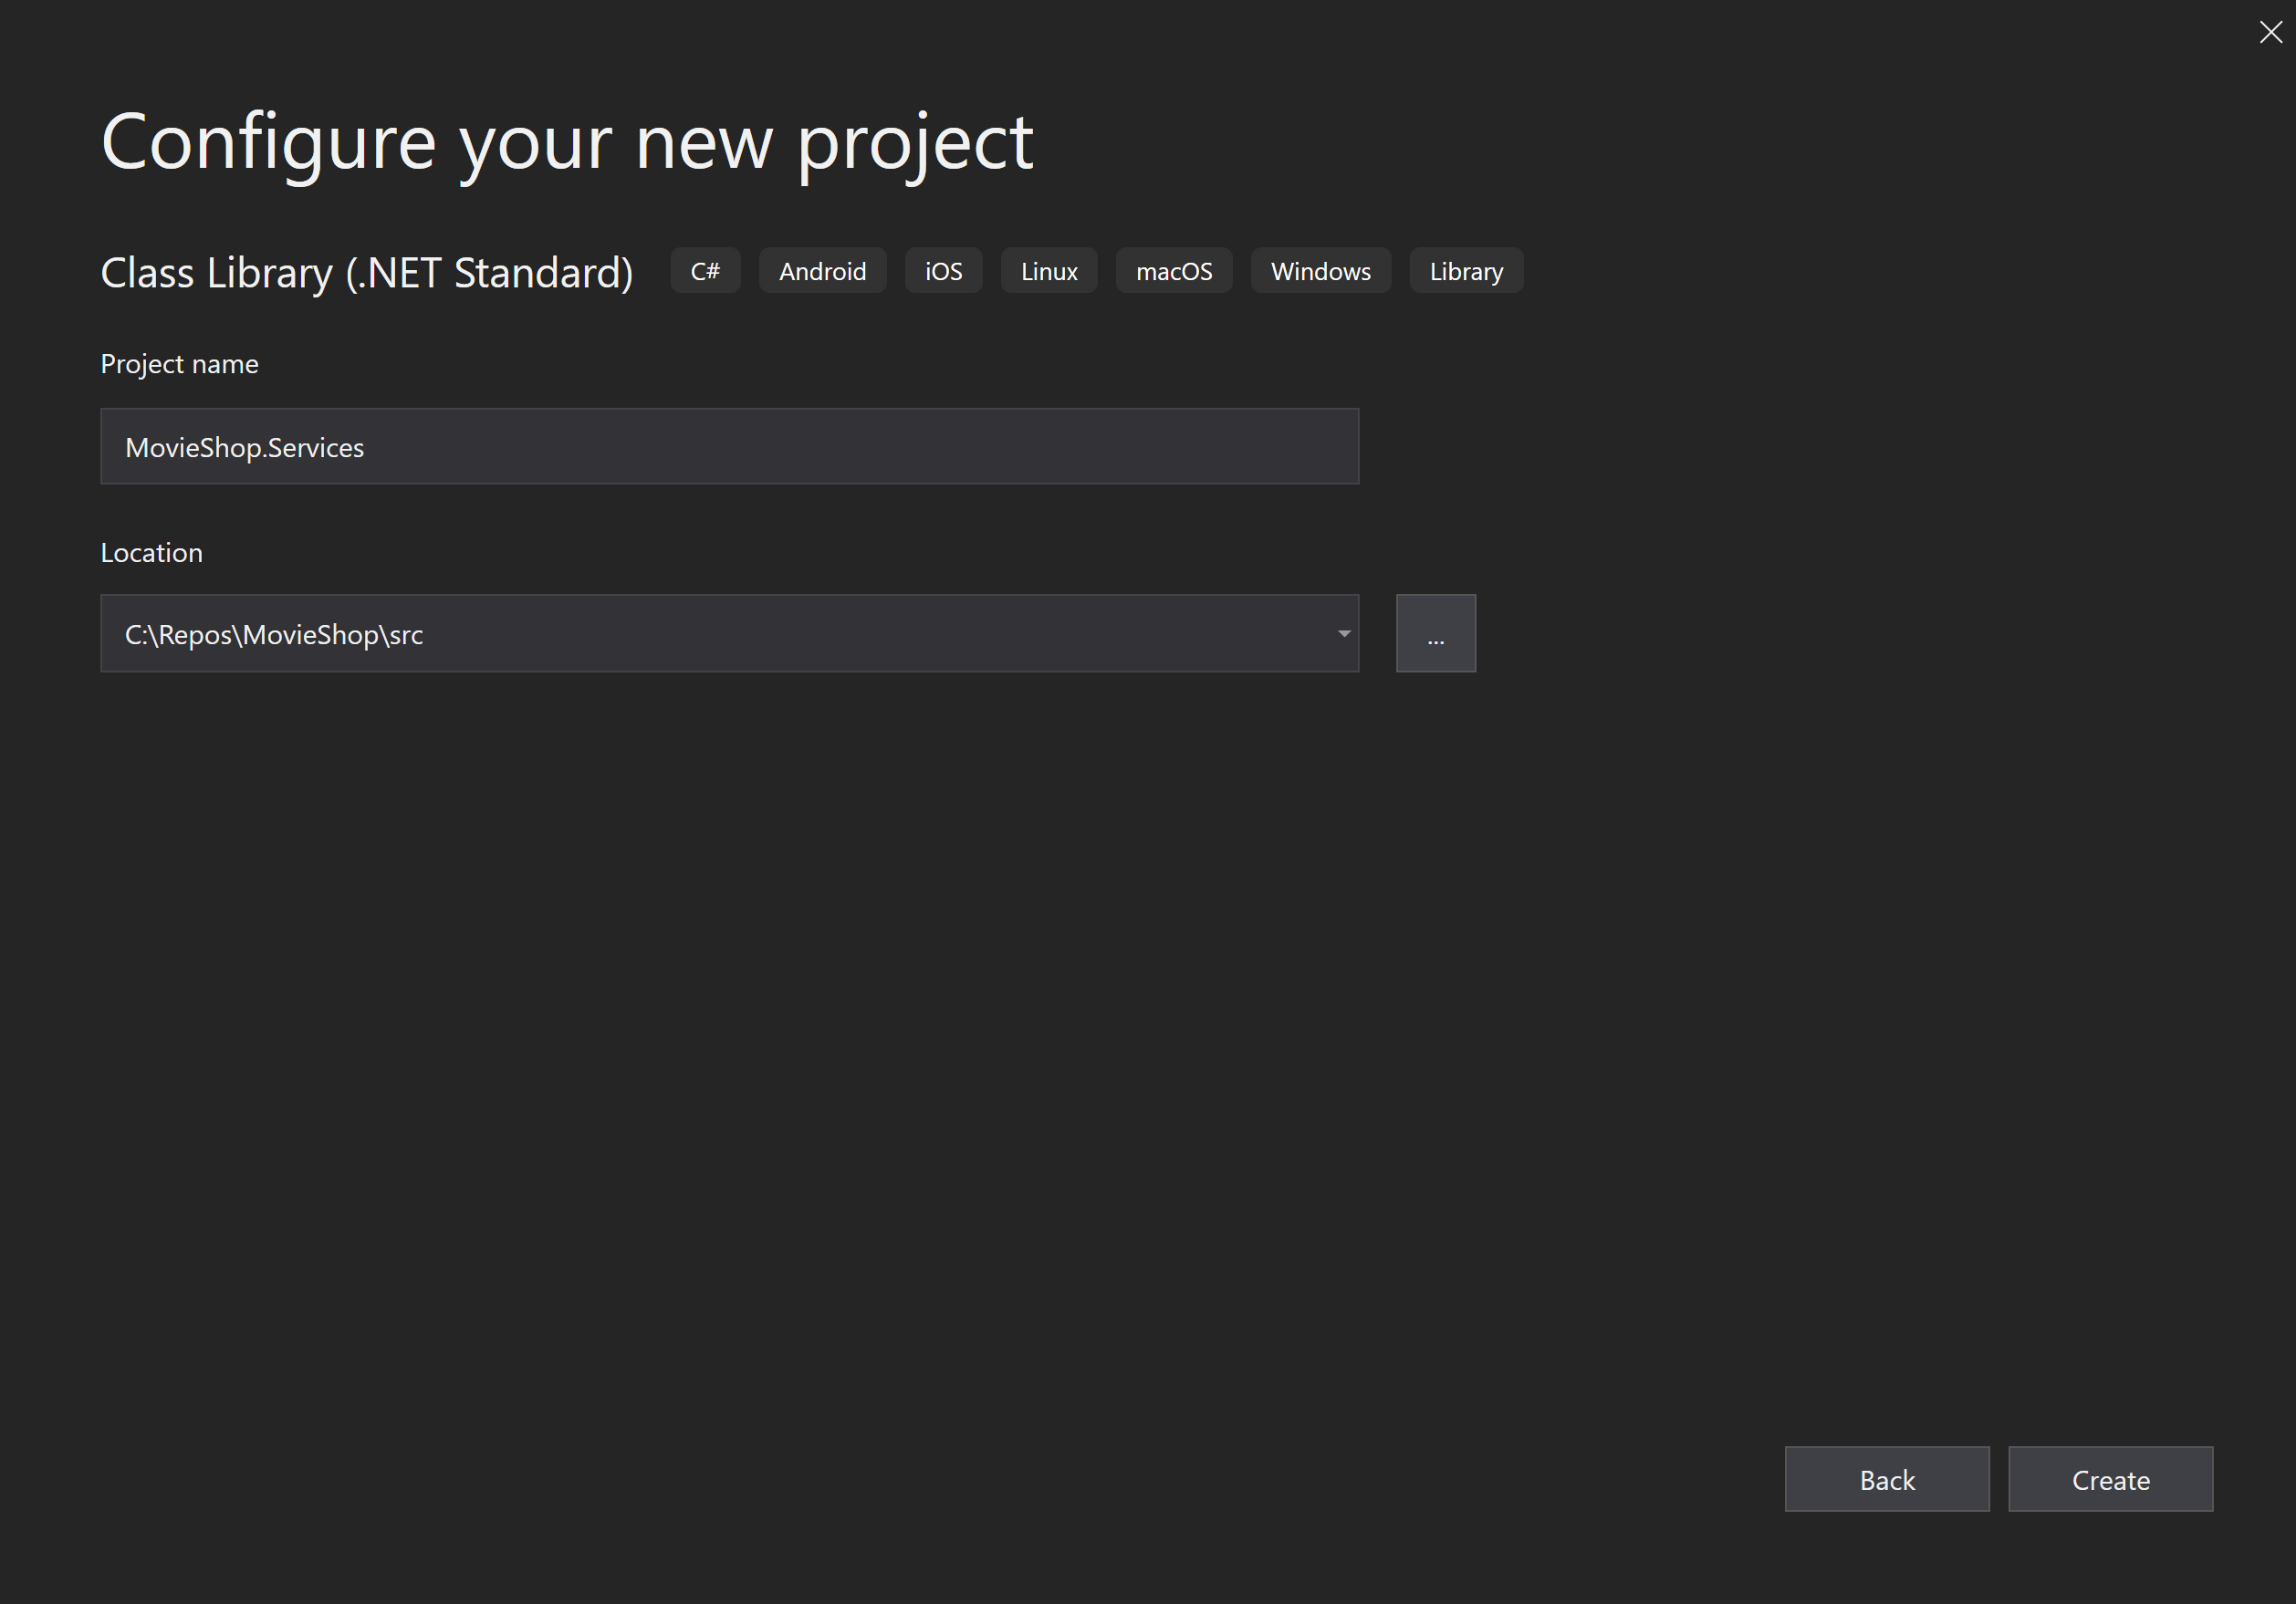 Configure your new project
Class Library (.NET Standard) C# Android iOS Linux macOS Windows Library
Project name
MovieShop.Services
Location
C:\Repos\MovieShop\src ...
Back Create